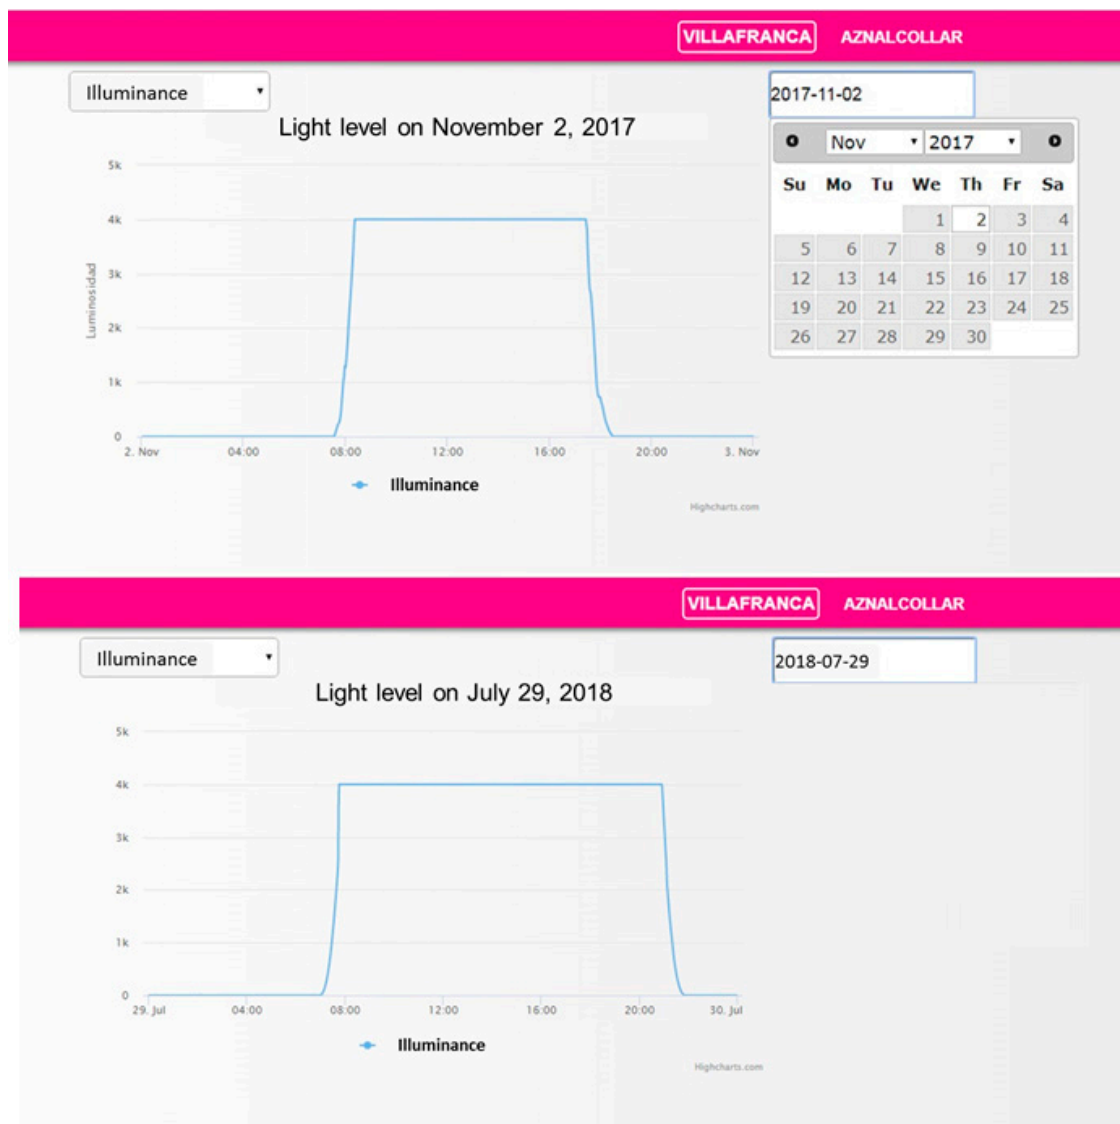 VILLAFRANCA AZNALCOLLAR
Illuminance
2017-11-02
Light level on November 2, 2017
Nov 2017
Su Mo Tu We Th Fr Sa
1 2 3 4
5 6 7 8 9 10 11
12 13 14 15 16 17 18
19 20 21 22 23 24 25
26 27 28 29 30
Luminosidad
5k
4k
3k
2k
1k
0
2. Nov 04:00 08:00 12:00 16:00 20:00 3. Nov
Illuminance
Highcharts.com
VILLAFRANCA AZNALCOLLAR
Illuminance
2018-07-29
Light level on July 29, 2018
5k
4k
3k
2k
1k
0
29. Jul 04:00 08:00 12:00 16:00 20:00 30. Jul
Illuminance
Highcharts.com